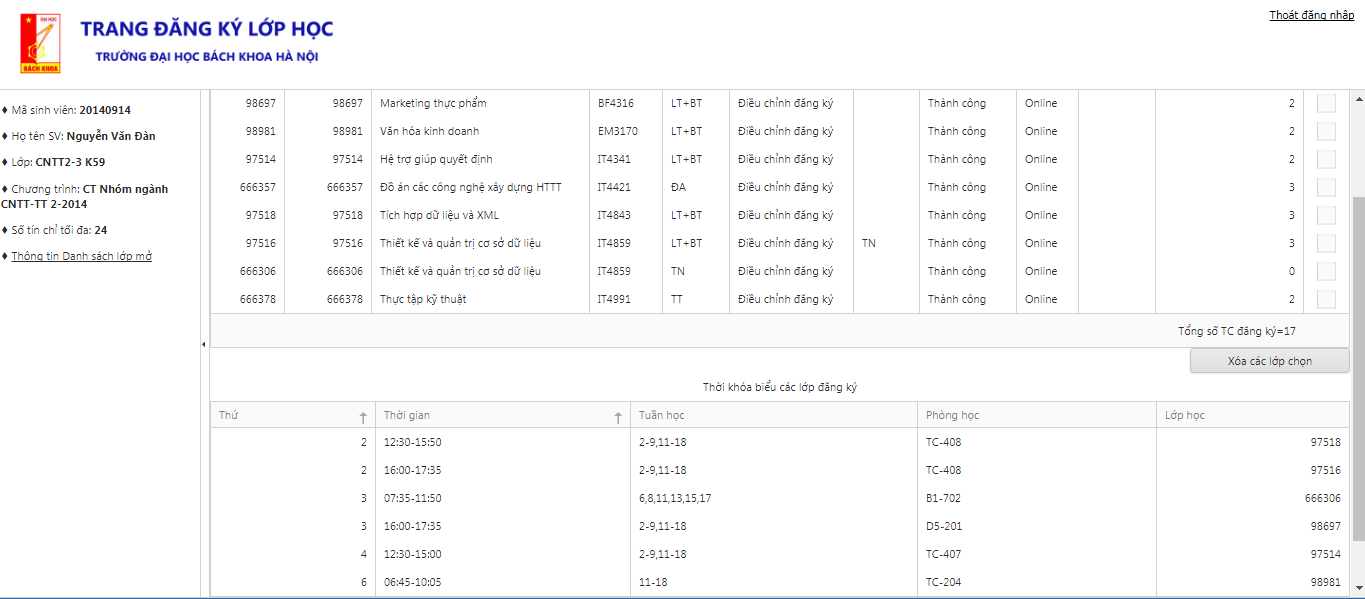 ĐẠI HỌC
BÁCH KHOA
TRANG ĐĂNG KÝ LỚP HỌC
TRƯỜNG ĐẠI HỌC BÁCH KHOA HÀ NỘI
Thoát đăng nhập
♦ Mã sinh viên: 20140914
♦ Họ tên SV: Nguyễn Văn Đàn
♦ Lớp: CNTT2-3 K59
♦ Chương trình: CT Nhóm ngành
CNTT-TT 2-2014
♦ Số tín chỉ tối đa: 24
♦ Thông tin Danh sách lớp mở
98697 98697 Marketing thực phẩm BF4316 LT+BT Điều chỉnh đăng ký Thành công Online 2
98981 98981 Văn hóa kinh doanh EM3170 LT+BT Điều chỉnh đăng ký Thành công Online 2
97514 97514 Hệ trợ giúp quyết định IT4341 LT+BT Điều chỉnh đăng ký Thành công Online 2
666357 666357 Đồ án các công nghệ xây dựng HTTT IT4421 ĐA Điều chỉnh đăng ký Thành công Online 3
97518 97518 Tích hợp dữ liệu và XML IT4843 LT+BT Điều chỉnh đăng ký Thành công Online 3
97516 97516 Thiết kế và quản trị cơ sở dữ liệu IT4859 LT+BT Điều chỉnh đăng ký TN Thành công Online 3
666306 666306 Thiết kế và quản trị cơ sở dữ liệu IT4859 TN Điều chỉnh đăng ký Thành công Online 0
666378 666378 Thực tập kỹ thuật IT4991 TT Điều chỉnh đăng ký Thành công Online 2
Tổng số TC đăng ký=17
Xóa các lớp chọn
Thời khóa biểu các lớp đăng ký
Thứ Thời gian Tuần học Phòng học Lớp học
2 12:30-15:50 2-9,11-18 TC-408 97518
2 16:00-17:35 2-9,11-18 TC-408 97516
3 07:35-11:50 6,8,11,13,15,17 B1-702 666306
3 16:00-17:35 2-9,11-18 D5-201 98697
4 12:30-15:00 2-9,11-18 TC-407 97514
6 06:45-10:05 11-18 TC-204 98981